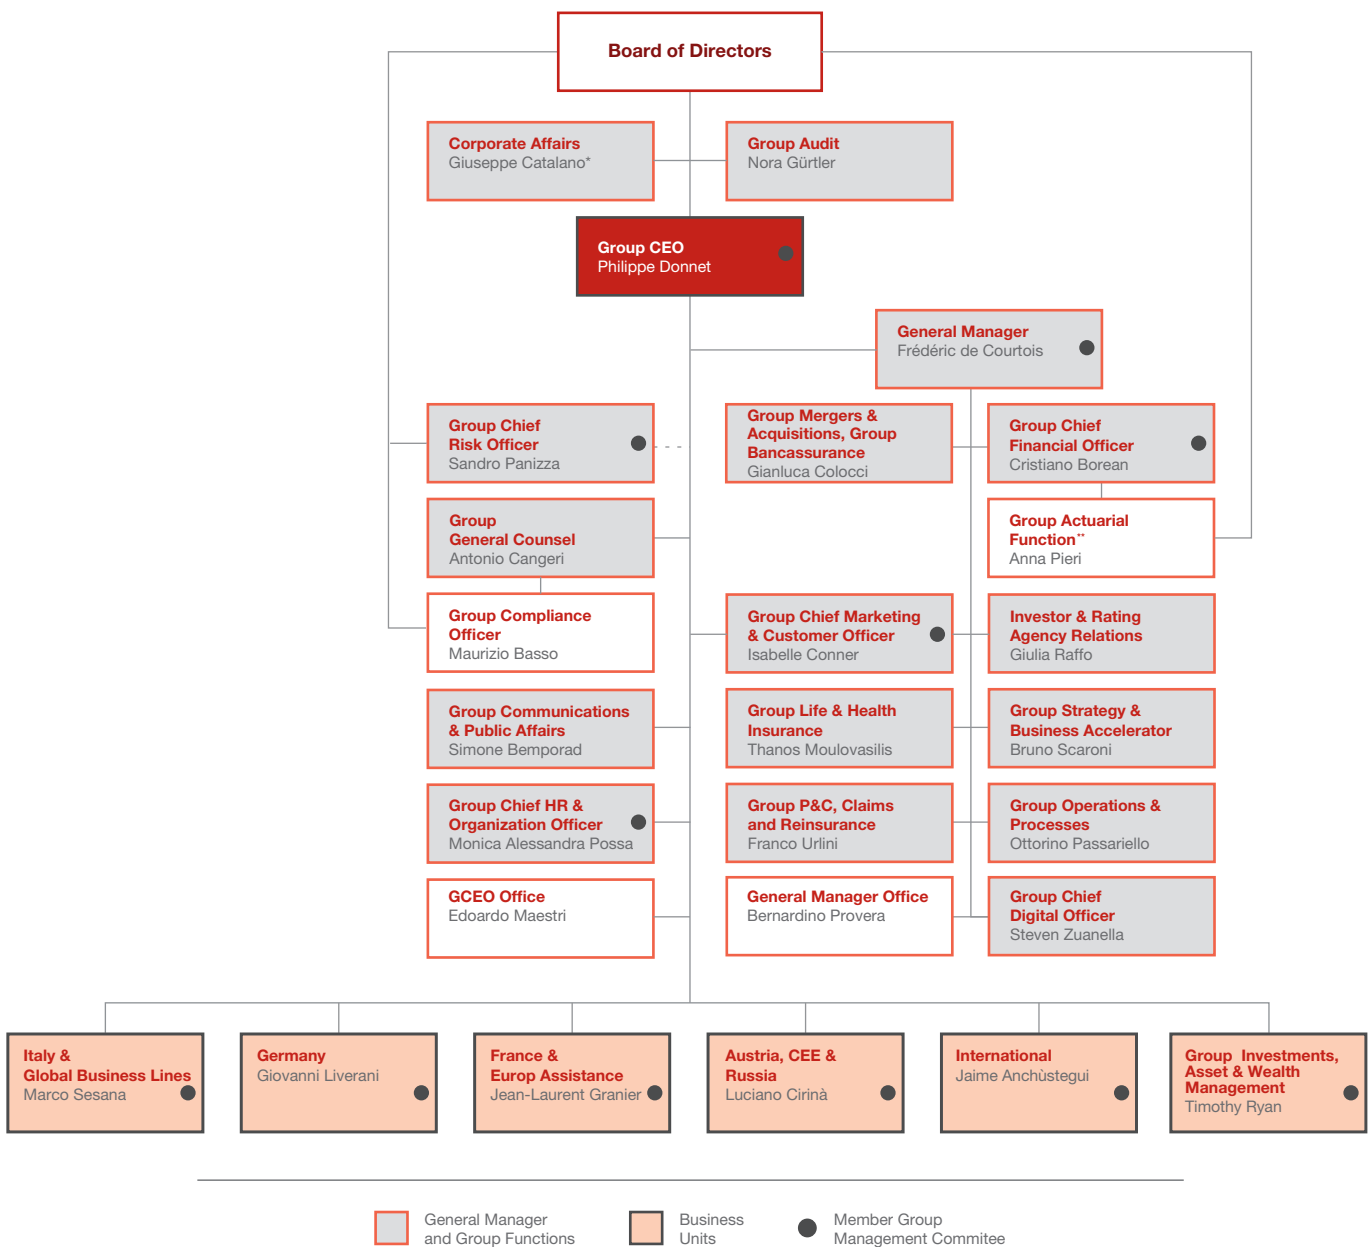 Board of Directors
Corporate Affairs
Giuseppe Catalano*
Group Audit
Nora Gürtler
Group CEO
Philippe Donnet
General Manager
Frédéric de Courtois
Group Chief
Risk Officer
Sandro Panizza
Group Mergers &
Acquisitions, Group
Bancassurance
Gianluca Colocci
Group Chief
Financial Officer
Cristiano Borean
Group
General Counsel
Antonio Cangeri
Group Actuarial
Function**
Anna Pieri
Group Compliance
Officer
Maurizio Basso
Group Chief Marketing
& Customer Officer
Isabelle Conner
Investor & Rating
Agency Relations
Giulia Raffo
Group Communications
& Public Affairs
Simone Bemporad
Group Life & Health
Insurance
Thanos Moulovasilis
Group Strategy &
Business Accelerator
Bruno Scaroni
Group Chief HR &
Organization Officer
Monica Alessandra Possa
Group P&C, Claims
and Reinsurance
Franco Urlini
Group Operations &
Processes
Ottorino Passariello
GCEO Office
Edoardo Maestri
General Manager Office
Bernardino Provera
Group Chief
Digital Officer
Steven Zuanella
Italy &
Global Business Lines
Marco Sesana
Germany
Giovanni Liverani
France &
Europ Assistance
Jean-Laurent Granier
Austria, CEE &
Russia
Luciano Cirinà
International
Jaime Anchùstegui
Group Investments,
Asset & Wealth
Management
Timothy Ryan
General Manager
and Group Functions
Business
Units
Member Group
Management Commitee